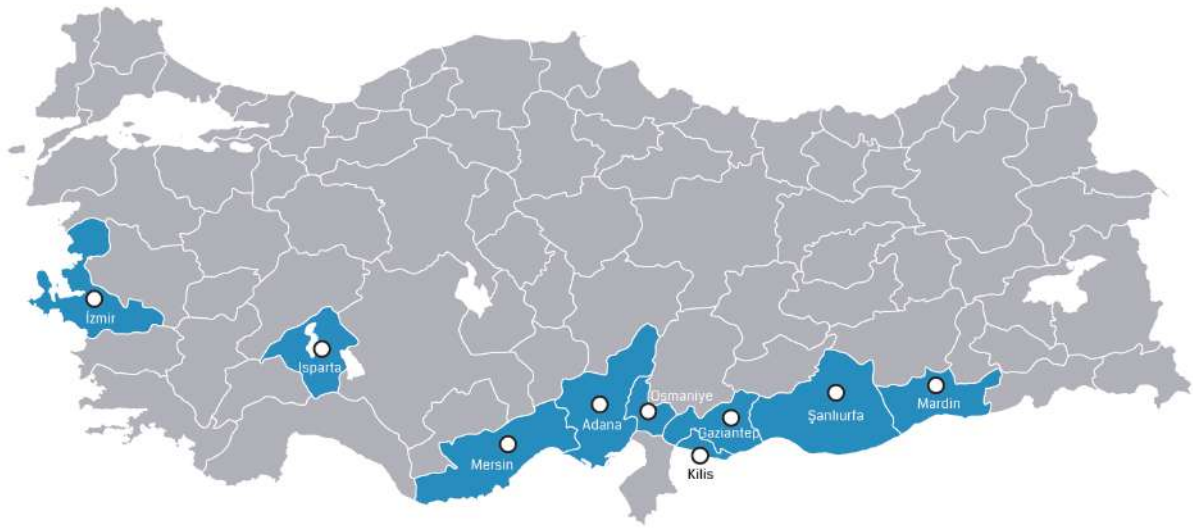 İzmir
Isparta
Mersin
Adana
Osmaniye
Gaziantep
Kilis
Şanlıurfa
Mardin